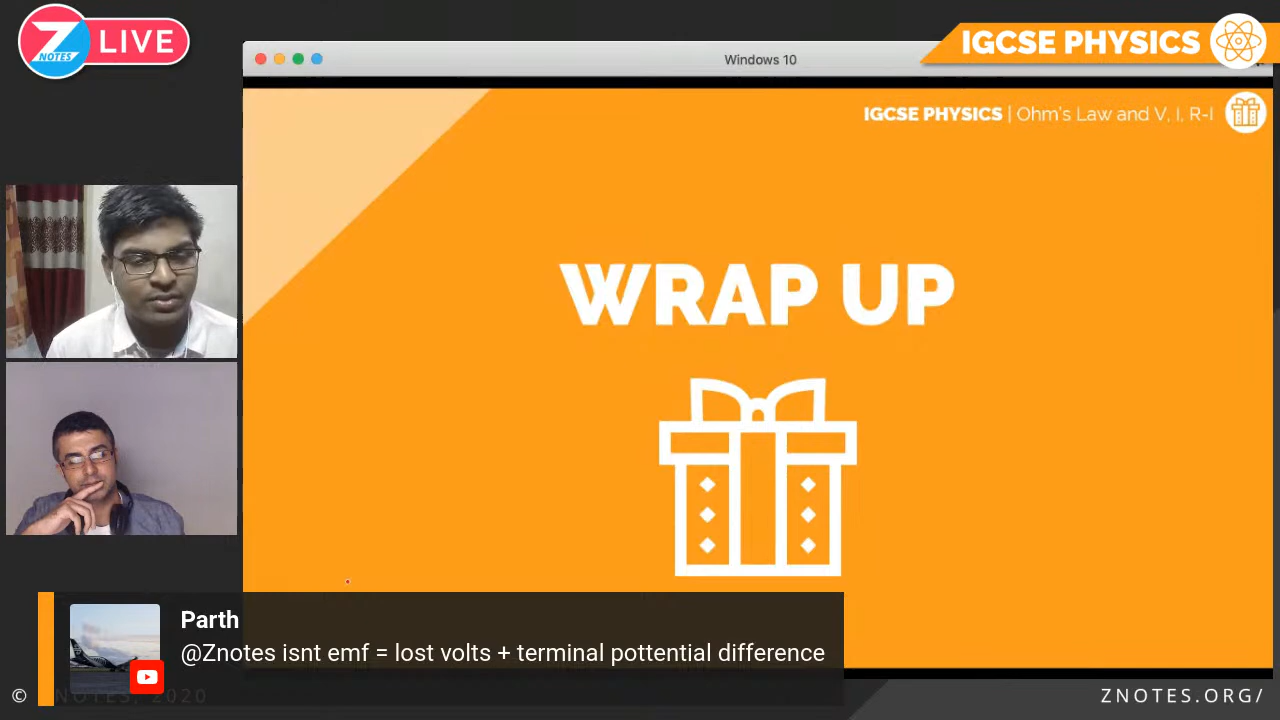 Z NOTES LIVE
IGCSE PHYSICS
Windows 10
IGCSE PHYSICS | Ohm's Law and V, I, R-I
WRAP UP
Parth
@Znotes isnt emf = lost volts + terminal pottential difference
© ZNOTES, 2020
ZNOTES.ORG/